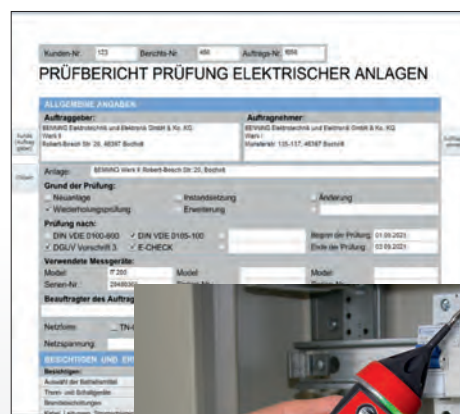 Kunden-Nr. 123 Berichts-Nr. 456 Auftrags-Nr.
PRÜFBERICHT PRÜFUNG ELEKTRISCHER ANLAGEN
ALLGEMEINE ANGABEN
Auftraggeber: Auftragnehmer:
BENNING Elektrotechnik und Elektronik GmbH & Co. KG BENNING Elektrotechnik und Elektronik GmbH & Co. KG
Werk II Werk I
Robert-Bosch Str. 20, 46397 Bocholt Münsterstr. 135-137, 46397 Bocholt
Anlage: BENNING Werk II Robert-Bosch Str. 20, Bocholt
Grund der Prüfung:
Neuanlage Instandsetzung Änderung
Wiederholungsprüfung Erweiterung
Prüfung nach:
DIN VDE 0100-600 DIN VDE 0105-100 Beginn der Prüfung: 01.09.2021
DGUV Vorschrift 3 E-CHECK Ende der Prüfung: 03.09.2021
Verwendete Messgeräte:
Modell: IT 200 Modell: Modell:
Serien-Nr.:
Beauftragter des Auftrag
Netzform:
Netzspannung:
BESICHTIGEN UND ER
Besichtigen:
Auswahl der Betriebsmittel
Trenn- und Schaltgeräte